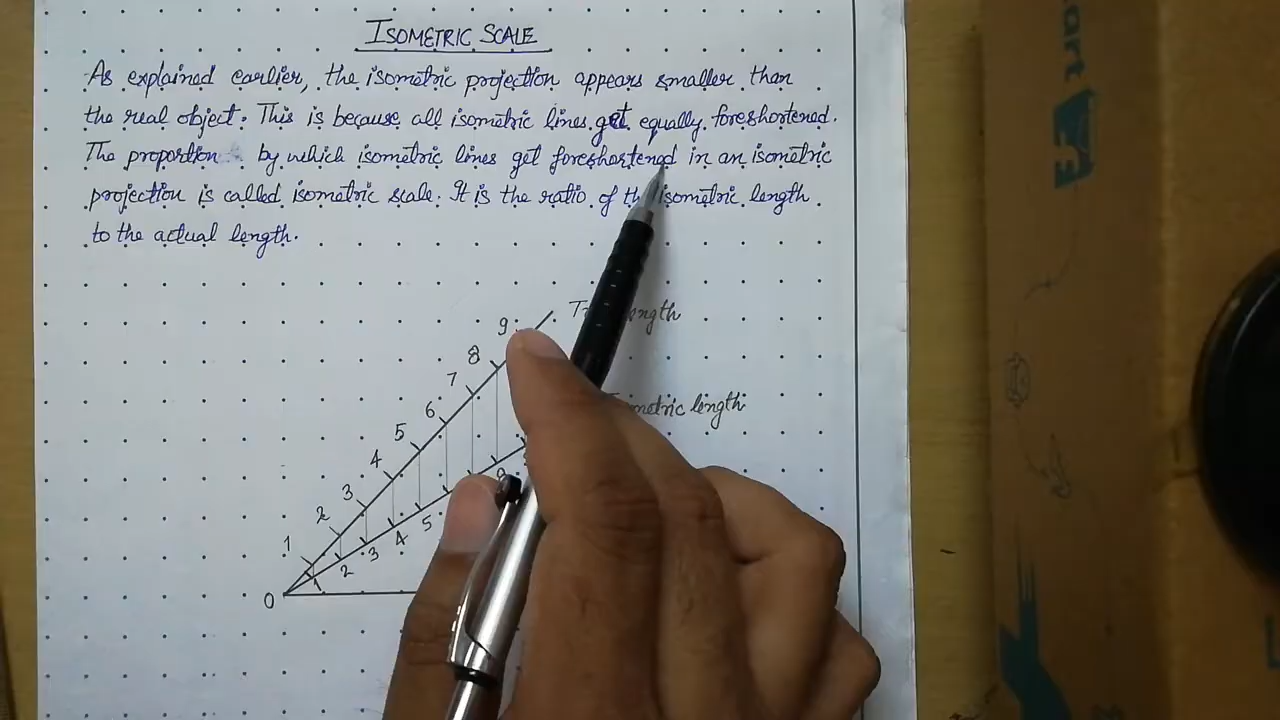 ISOMETRIC SCALE
As explained earlier, the isometric projection appears smaller than
the real object. This is because all isometric lines get equally foreshortened.
The proportion by which isometric lines get foreshortened in an isometric
projection is called isometric scale. It is the ratio of the isometric length
to the actual length.
9
8
7
Isometric length
6
5
4
3
2
1
5
4
3
2
1
0
art